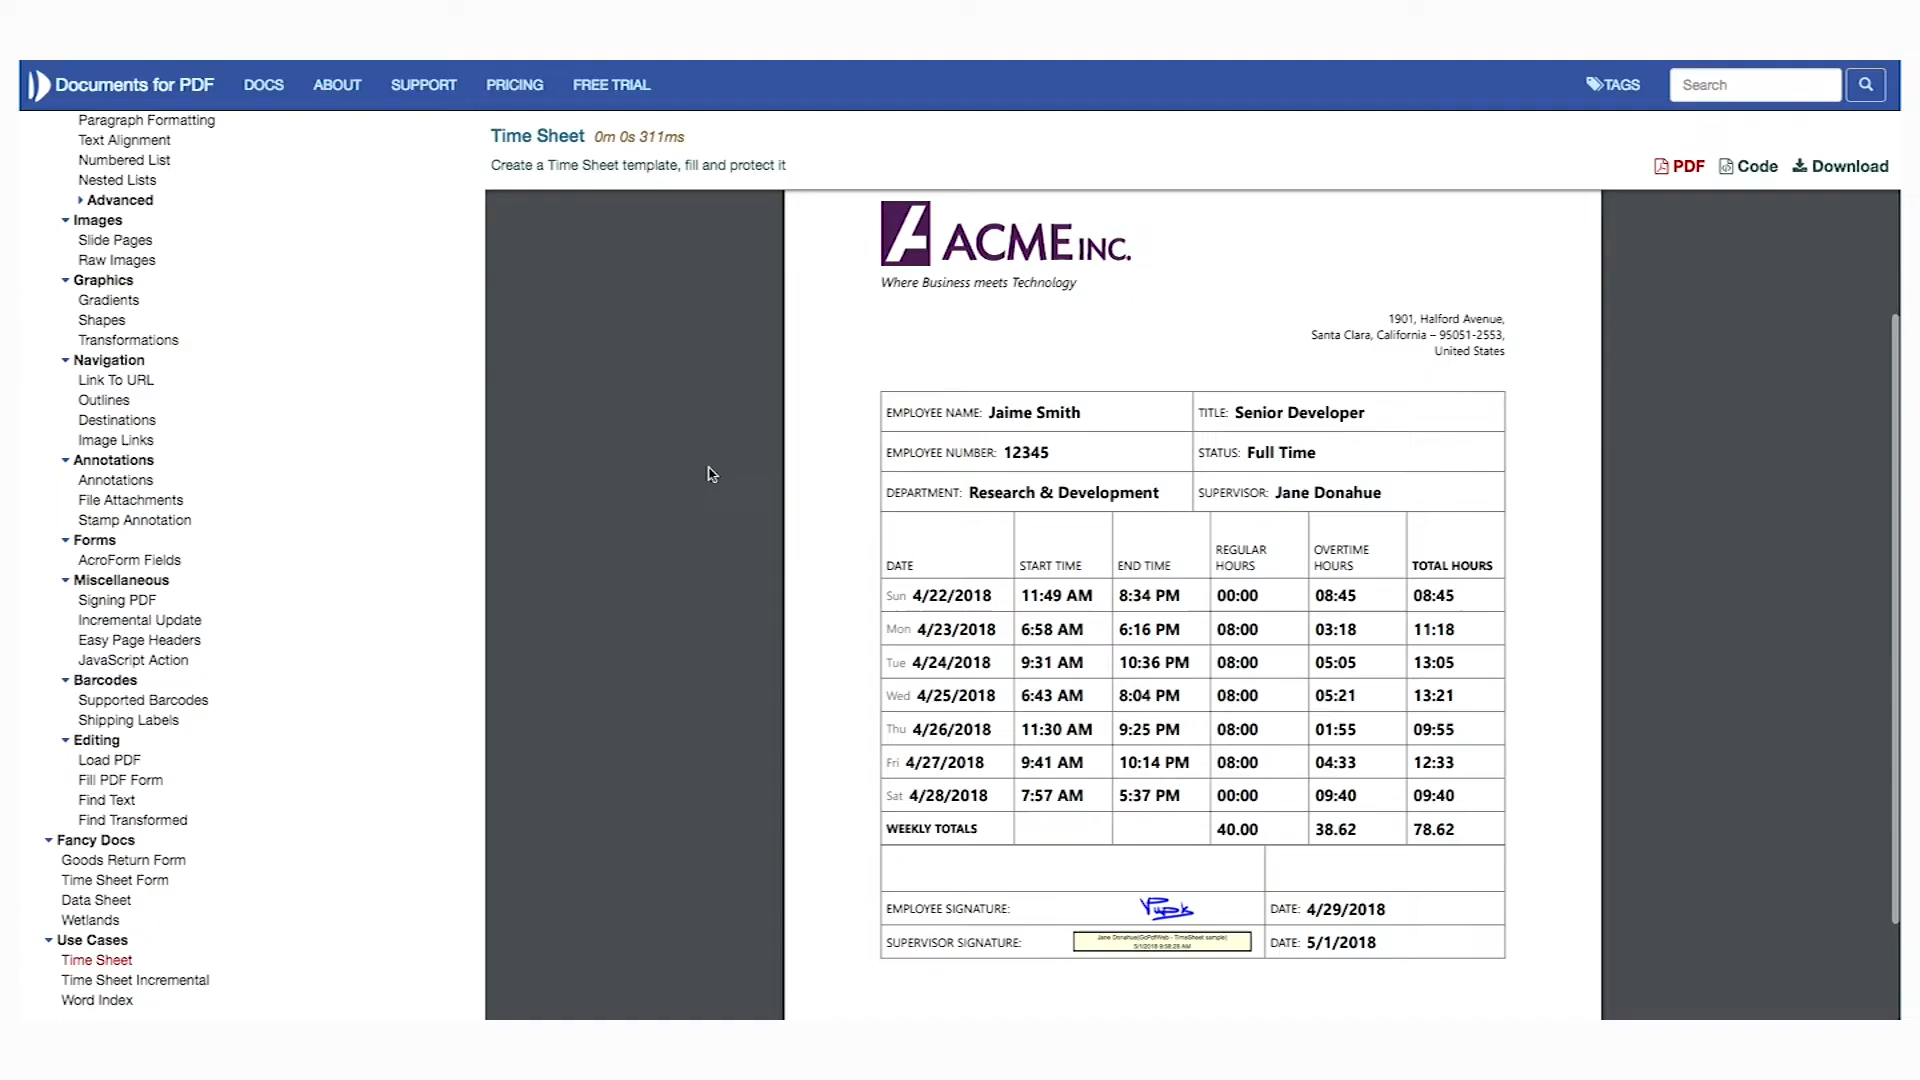 Documents for PDF DOCS ABOUT SUPPORT PRICING FREE TRIAL TAGS Search
Paragraph Formatting
Text Alignment
Numbered List
Nested Lists
Advanced
Images
Slide Pages
Raw Images
Graphics
Gradients
Shapes
Transformations
Navigation
Link To URL
Outlines
Destinations
Image Links
Annotations
Annotations
File Attachments
Stamp Annotation
Forms
AcroForm Fields
Miscellaneous
Signing PDF
Incremental Update
Easy Page Headers
JavaScript Action
Barcodes
Supported Barcodes
Shipping Labels
Editing
Load PDF
Fill PDF Form
Find Text
Find Transformed
Fancy Docs
Goods Return Form
Time Sheet Form
Data Sheet
Wetlands
Use Cases
Time Sheet
Time Sheet Incremental
Word Index
Time Sheet 0m 0s 311ms
Create a Time Sheet template, fill and protect it
PDF Code Download
ACME INC.
Where Business meets Technology
1901, Halford Avenue,
Santa Clara, California – 95051-2553,
United States
EMPLOYEE NAME: Jaime Smith TITLE: Senior Developer
EMPLOYEE NUMBER: 12345 STATUS: Full Time
DEPARTMENT: Research & Development SUPERVISOR: Jane Donahue
DATE START TIME END TIME REGULAR HOURS OVERTIME HOURS TOTAL HOURS
Sun 4/22/2018 11:49 AM 8:34 PM 00:00 08:45 08:45
Mon 4/23/2018 6:58 AM 6:16 PM 08:00 03:18 11:18
Tue 4/24/2018 9:31 AM 10:36 PM 08:00 05:05 13:05
Wed 4/25/2018 6:43 AM 8:04 PM 08:00 05:21 13:21
Thu 4/26/2018 11:30 AM 9:25 PM 08:00 01:55 09:55
Fri 4/27/2018 9:41 AM 10:14 PM 08:00 04:33 12:33
Sat 4/28/2018 7:57 AM 5:37 PM 00:00 09:40 09:40
WEEKLY TOTALS 40.00 38.62 78.62
EMPLOYEE SIGNATURE: DATE: 4/29/2018
SUPERVISOR SIGNATURE: Jane Donahue(GcPdfWeb - TimeSheet sample)
5/1/2018 9:58:28 AM
DATE: 5/1/2018